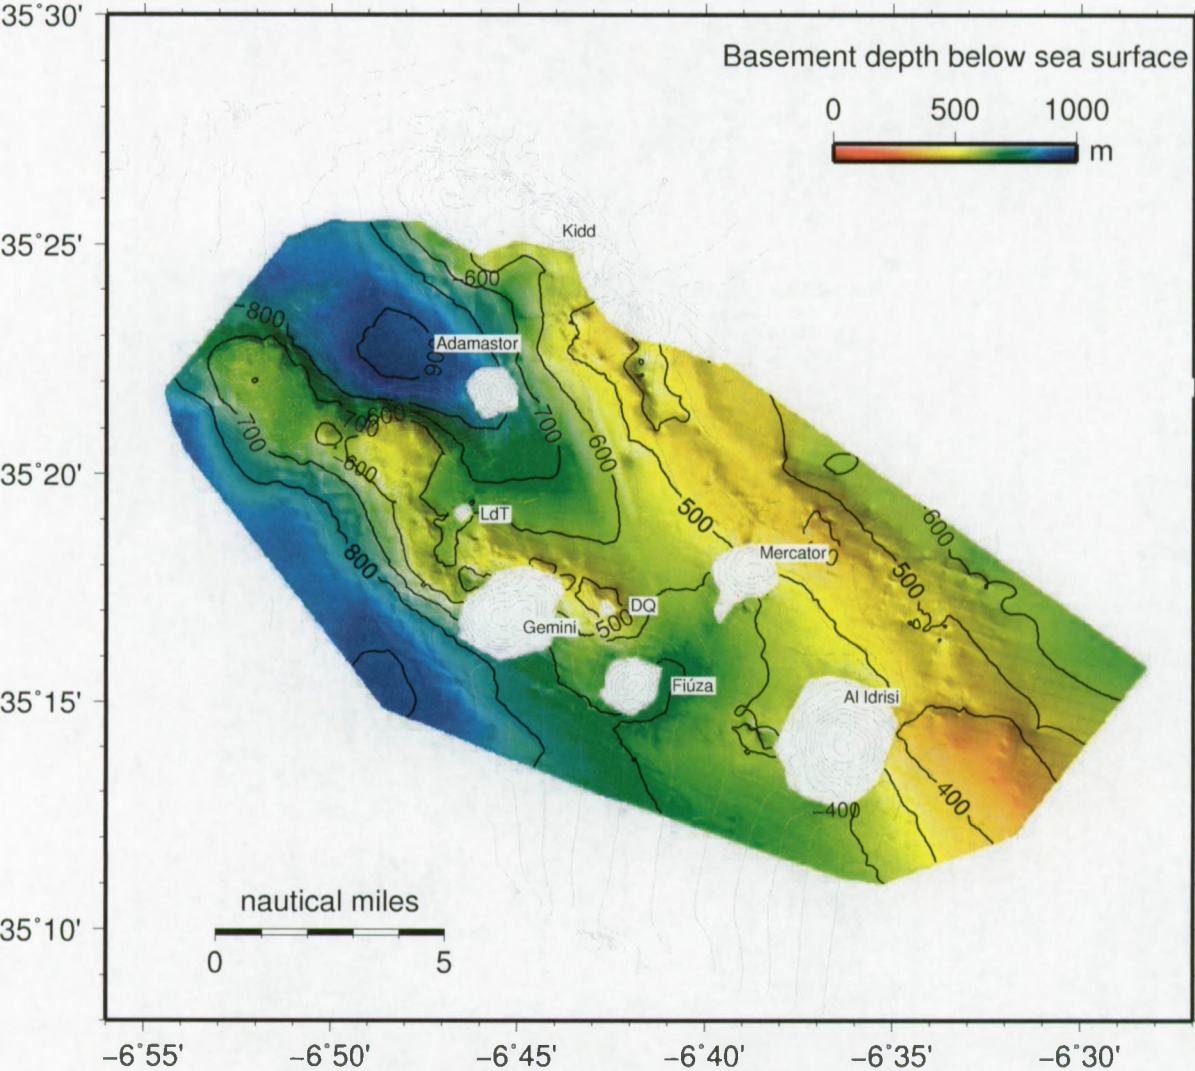 35°30'
Basement depth below sea surface
0 500 1000
m
Kidd
35°25'
-600
-800
Adamastor
900
700
600
700
600
700
-600
35°20'
LdT
500
600
Mercator
800
500
DQ
500
Gemini
Fiúza
35°15'
Al Idrisi
400
-400
nautical miles
0 5
35°10'
-6°55' -6°50' -6°45' -6°40' -6°35' -6°30'